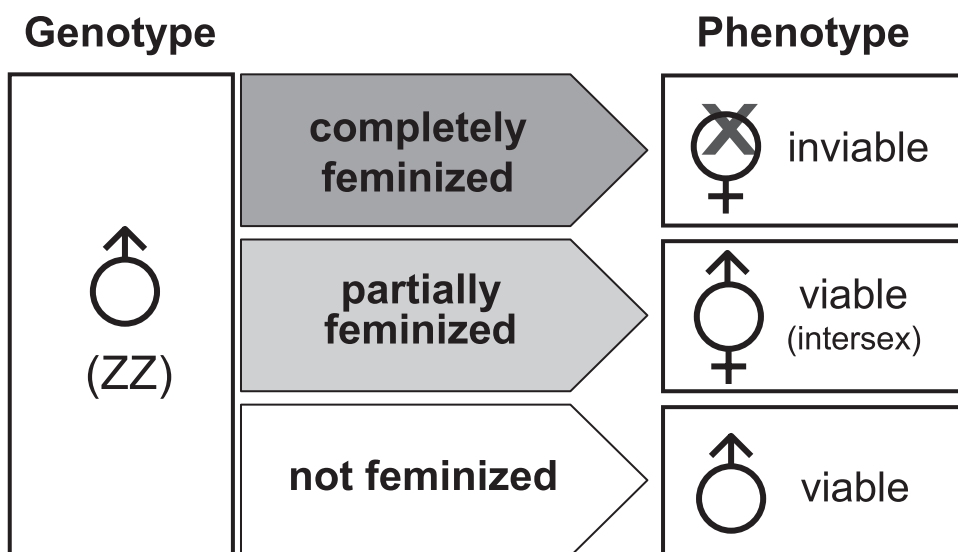 Genotype
Phenotype
♂
(ZZ)
completely
feminized
inviable
partially
feminized
viable
(intersex)
not feminized
viable